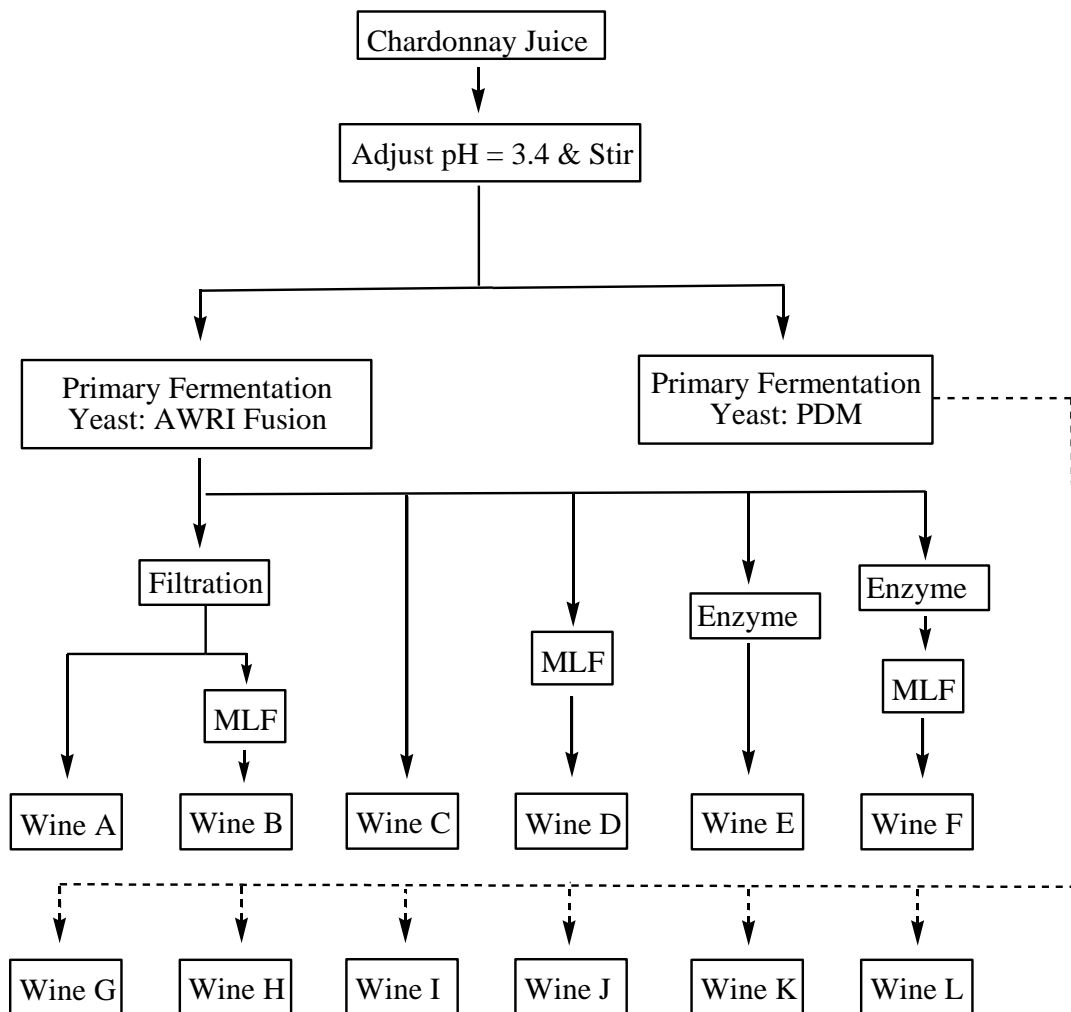 Chardonnay Juice
Adjust pH = 3.4 & Stir
Primary Fermentation
Yeast: AWRI Fusion
Primary Fermentation
Yeast: PDM
Filtration
Enzyme
Enzyme
MLF
MLF
MLF
Wine A
Wine B
Wine C
Wine D
Wine E
Wine F
Wine G
Wine H
Wine I
Wine J
Wine K
Wine L